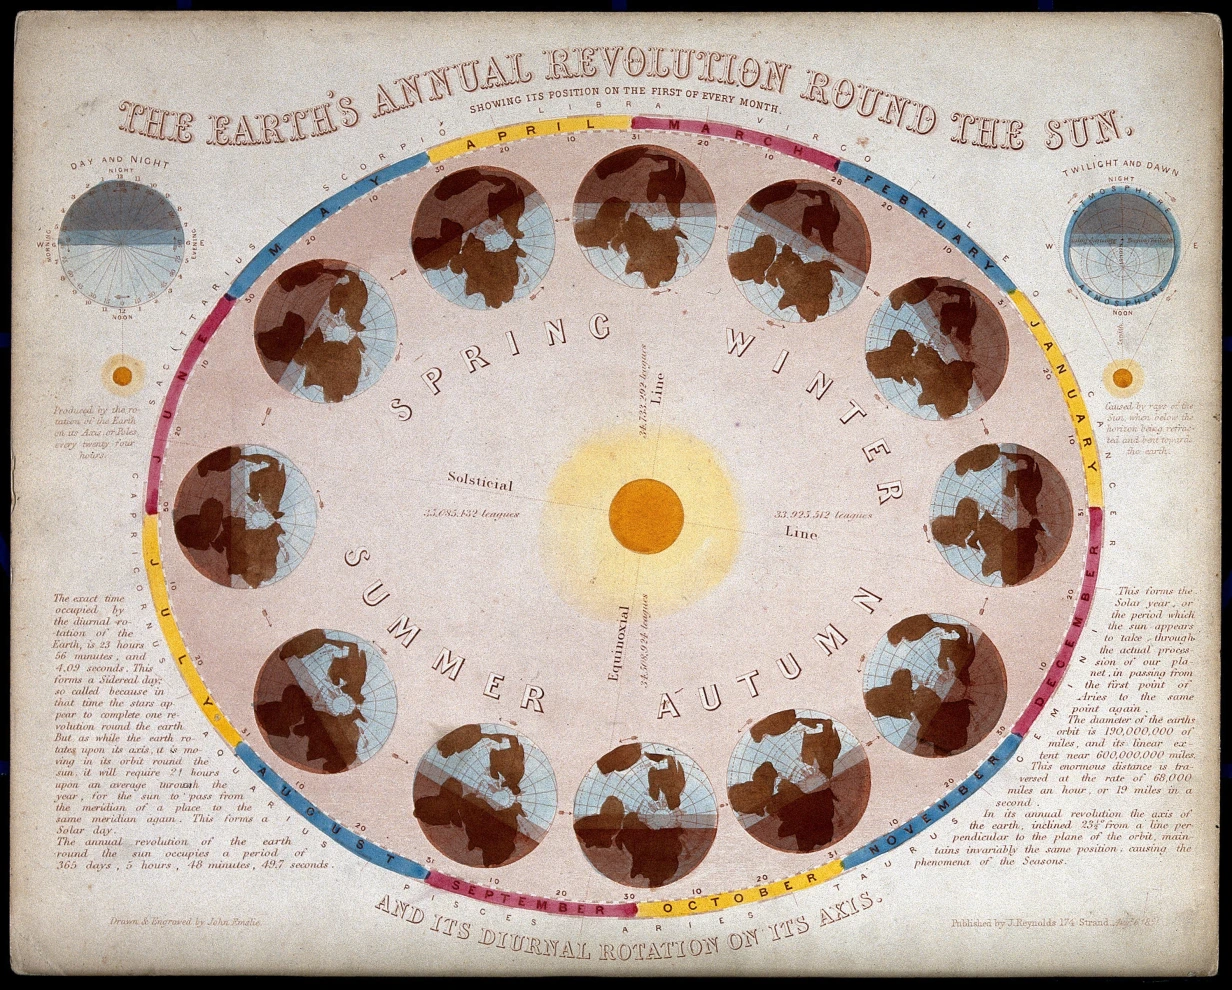 THE EARTH'S ANNUAL REVOLUTION ROUND THE SUN,
SHOWING ITS POSITION ON THE FIRST OF EVERY MONTH,
DAY AND NIGHT
NIGHT
MORNING
EVENING
W
E
NOON
Produced by the ro-
tation of the Earth
on its Axis, or Poles,
every twenty four
hours.
TWILIGHT AND DAWN
NIGHT
ATMOSPHERE
W
E
ATMOSPHERE
NOON
Caused by rays of the
Sun, when below the
horizon being refrac-
ted and bent towards
the earth.
LIBRA
VIRGO
LEO
CANCER
GEMINI
TAURUS
ARIES
PISCES
AQUARIUS
CAPRICORNUS
SAGITTARIUS
SCORPIO
APRIL
MARCH
FEBRUARY
JANUARY
DECEMBER
NOVEMBER
OCTOBER
SEPTEMBER
AUGUST
JULY
JUNE
MAY
SPRING
WINTER
SUMMER
AUTUMN
Solsticial
Line
33,923,512 leagues
Equinoxial
Line
The exact time
occupied by
the diurnal ro-
tation of the
Earth, is 23 hours
56 minutes, and
4,09 seconds. This
forms a Sidereal day;
so called because in
that time the stars ap
pear to complete one re-
volution round the earth.
But as while the earth ro-
tates upon its axis, it is mo-
ving in its orbit round the
sun, it will require 24 hours
upon an average through the
year, for the sun to pass from
the meridian of a place to the
same meridian again. This forms a
Solar day.
The annual revolution of the earth
round the sun occupies a period of
365 days, 5 hours, 48 minutes, 49.7 seconds.
This forms the
Solar year, or
the period which
the sun appears
to take, through
the actual proces-
sion of our pla-
net, in passing from
the first point of
Aries to the same
point again.
The diameter of the earths
orbit is 190,000,000 of
miles, and its linear ex-
tent near 600,000,000 miles.
This enormous distance is tra-
versed at the rate of 68,000
miles an hour, or 19 miles in a
second.
In its annual revolution the axis of
the earth, inclined 23½° from a line per
pendicular to the plane of the orbit, main-
tains invariably the same position, causing the
phenomena of the Seasons.
AND ITS DIURNAL ROTATION ON ITS AXIS.
Drawn & Engraved by John Emslie.
Published by J. Reynolds 174 Strand.